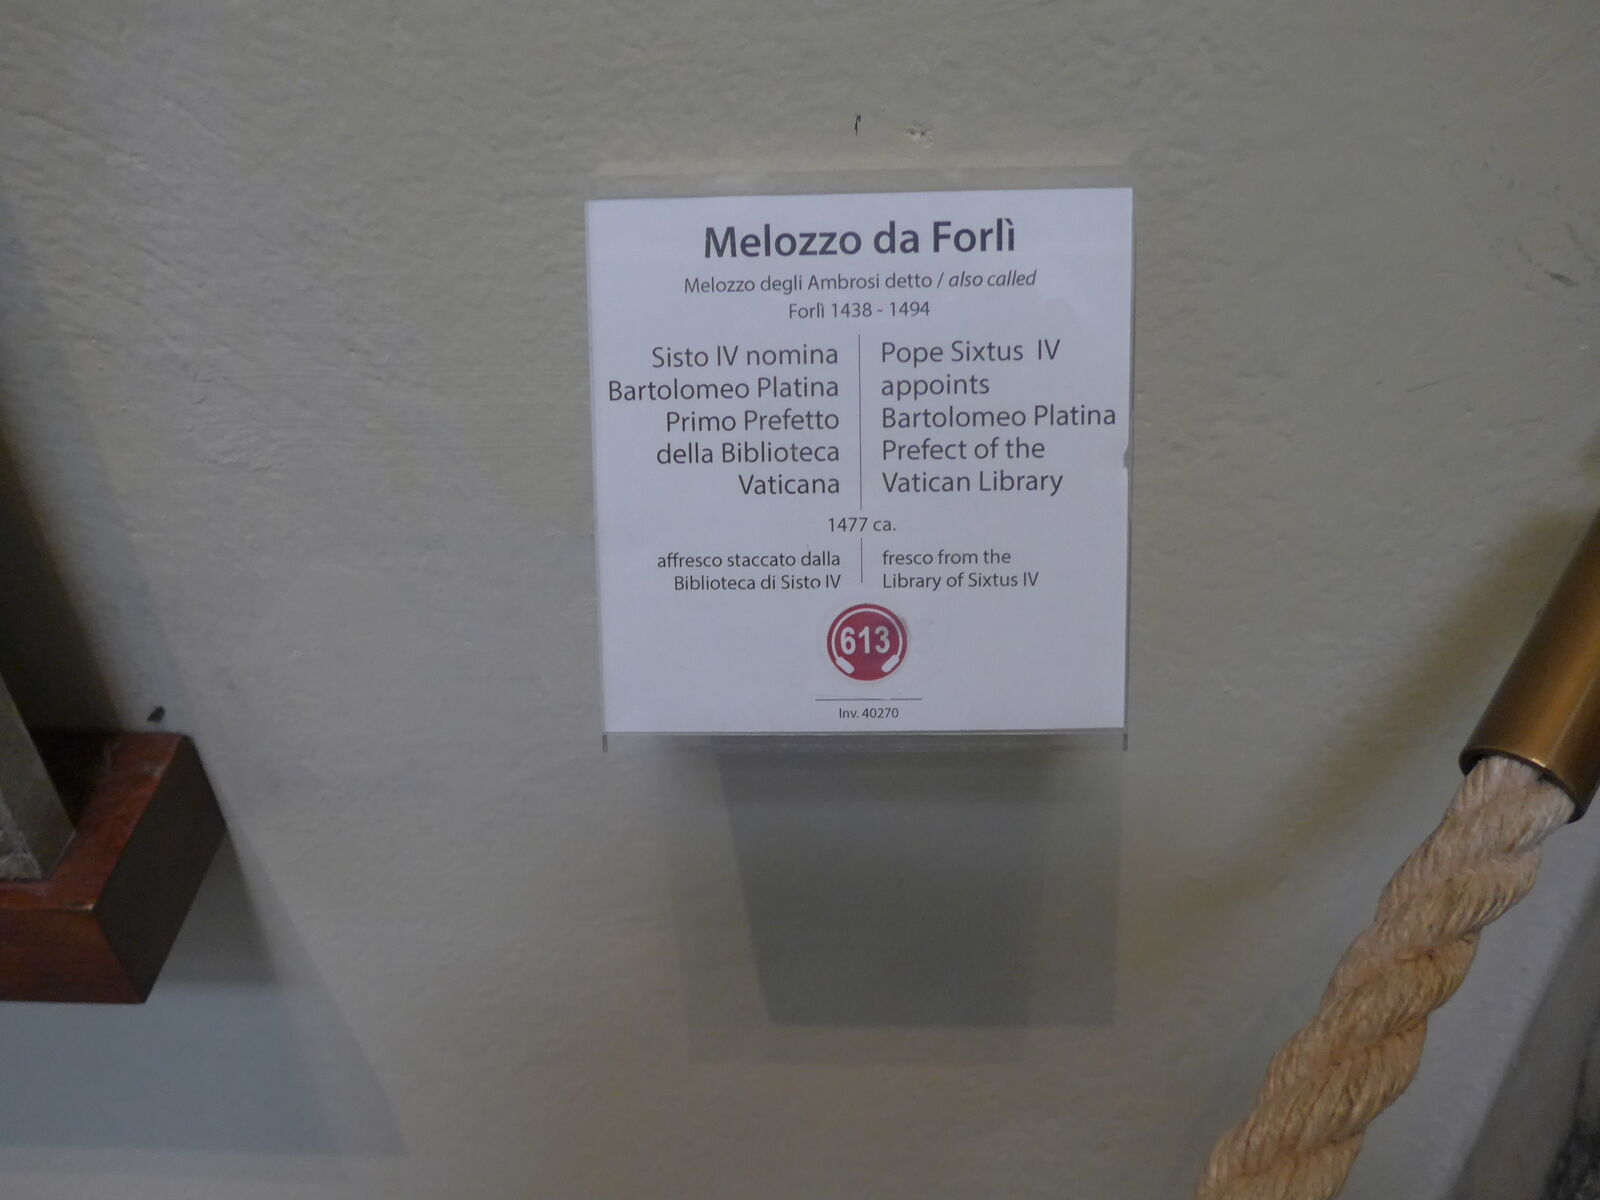 Melozzo da Forlì
Melozzo degli Ambrosi detto / also called
Forlì 1438 - 1494
Sisto IV nomina
Bartolomeo Platina
Primo Prefetto
della Biblioteca
Vaticana
Pope Sixtus IV
appoints
Bartolomeo Platina
Prefect of the
Vatican Library
1477 ca.
affresco staccato dalla
Biblioteca di Sisto IV
fresco from the
Library of Sixtus IV
613
Inv. 40270